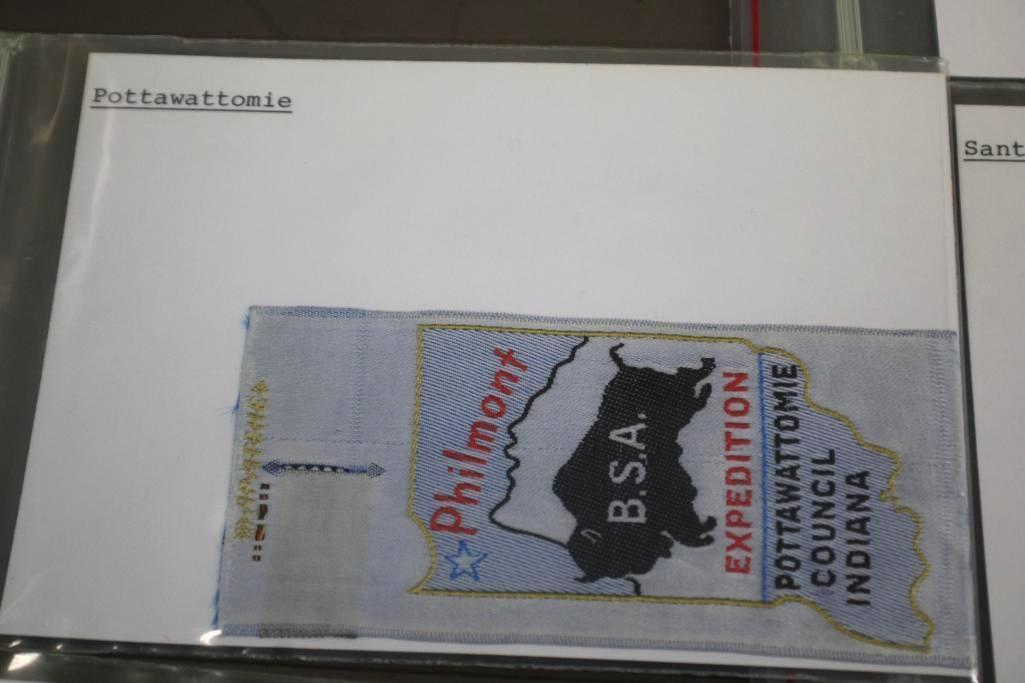 Pottawattomie
Sant
Philmont
B.S.A.
EXPEDITION
POTTAWATTOMIE
COUNCIL
INDIANA